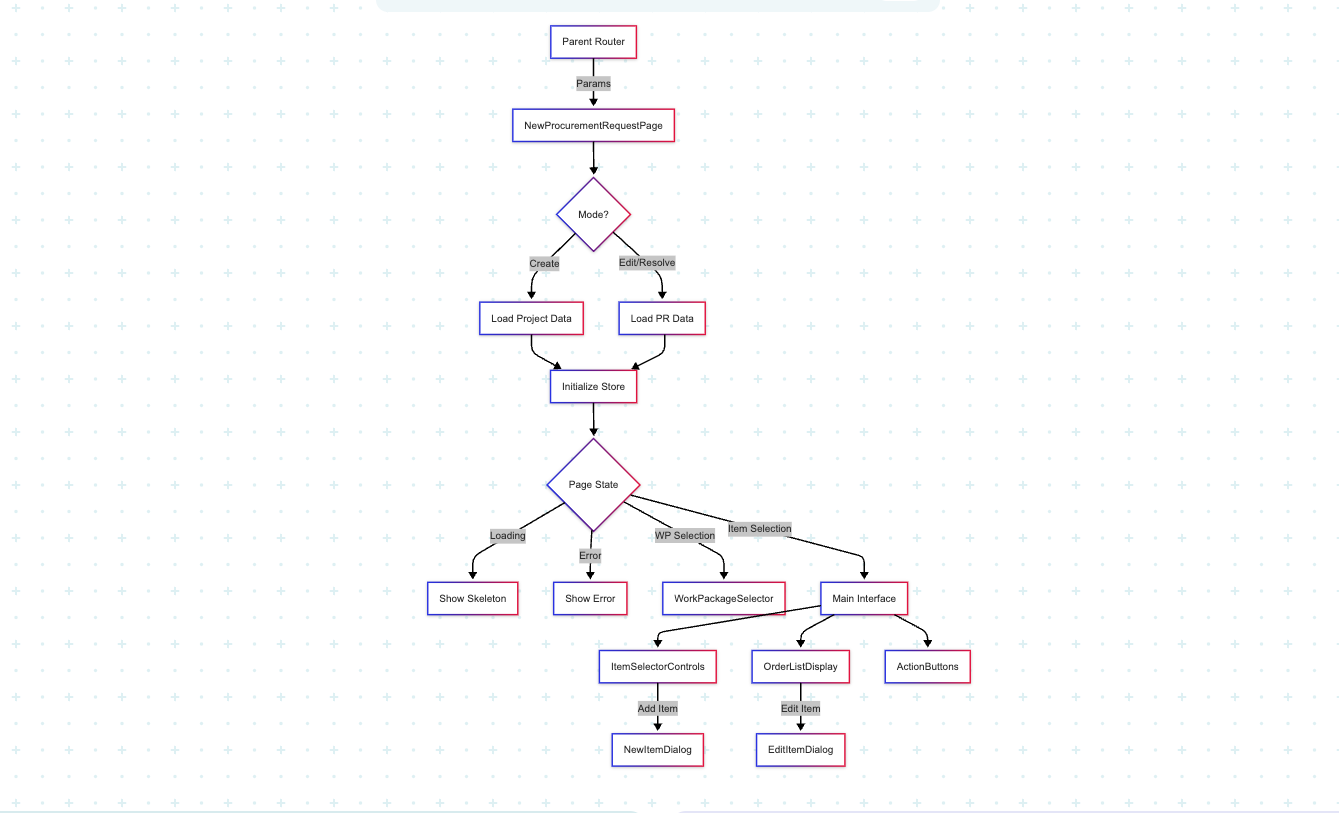 Parent Router
Params
NewProcurementRequestPage
Mode?
Create
Edit/Resolve
Load Project Data
Load PR Data
Initialize Store
Page State
Loading
Error
WP Selection
Item Selection
Show Skeleton
Show Error
WorkPackageSelector
Main Interface
ItemSelectorControls
OrderListDisplay
ActionButtons
Add Item
Edit Item
NewItemDialog
EditItemDialog